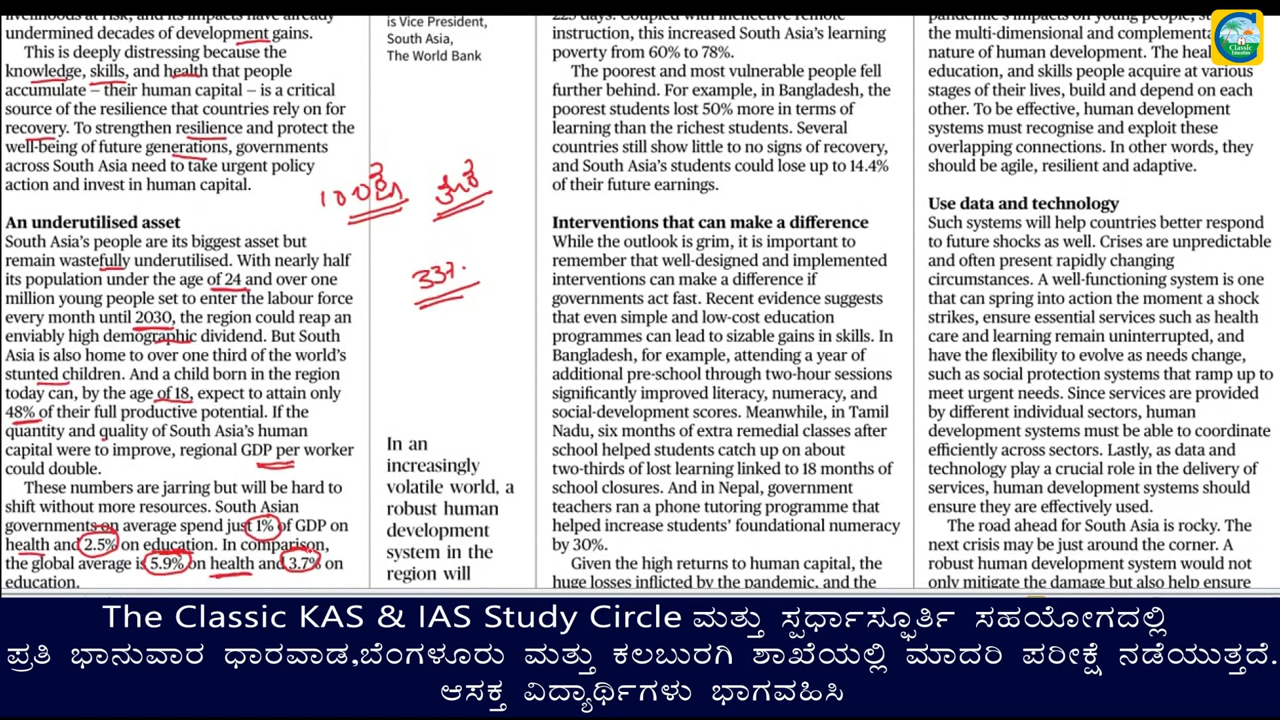 livelihoods at risk, and its impacts have already
undermined decades of development gains.
This is deeply distressing because the
knowledge, skills, and health that people
accumulate – their human capital – is a critical
source of the resilience that countries rely on for
recovery. To strengthen resilience and protect the
well-being of future generations, governments
across South Asia need to take urgent policy
action and invest in human capital.
An underutilised asset
South Asia's people are its biggest asset but
remain wastefully underutilised. With nearly half
its population under the age of 24 and over one
million young people set to enter the labour force
every month until 2030, the region could reap an
enviably high demographic dividend. But South
Asia is also home to over one third of the world's
stunted children. And a child born in the region
today can, by the age of 18, expect to attain only
48% of their full productive potential. If the
quantity and quality of South Asia's human
capital were to improve, regional GDP per worker
could double.
These numbers are jarring but will be hard to
shift without more resources. South Asian
governments on average spend just 1% of GDP on
health and 2.5% on education. In comparison,
the global average is 5.9% on health and 3.7% on
education.
is Vice President,
South Asia,
The World Bank
33%
In an
increasingly
volatile world, a
robust human
development
system in the
region will
225 days. Coupled with ineffective remote
instruction, this increased South Asia's learning
poverty from 60% to 78%.
The poorest and most vulnerable people fell
further behind. For example, in Bangladesh, the
poorest students lost 50% more in terms of
learning than the richest students. Several
countries still show little to no signs of recovery,
and South Asia's students could lose up to 14.4%
of their future earnings.
Interventions that can make a difference
While the outlook is grim, it is important to
remember that well-designed and implemented
interventions can make a difference if
governments act fast. Recent evidence suggests
that even simple and low-cost education
programmes can lead to sizable gains in skills. In
Bangladesh, for example, attending a year of
additional pre-school through two-hour sessions
significantly improved literacy, numeracy, and
social-development scores. Meanwhile, in Tamil
Nadu, six months of extra remedial classes after
school helped students catch up on about
two-thirds of lost learning linked to 18 months of
school closures. And in Nepal, government
teachers ran a phone tutoring programme that
helped increase students' foundational numeracy
by 30%.
Given the high returns to human capital, the
huge losses inflicted by the pandemic, and the
pandemic's impacts on young people,
the multi-dimensional and complementa
nature of human development. The heal
education, and skills people acquire at various
stages of their lives, build and depend on each
other. To be effective, human development
systems must recognise and exploit these
overlapping connections. In other words, they
should be agile, resilient and adaptive.
Use data and technology
Such systems will help countries better respond
to future shocks as well. Crises are unpredictable
and often present rapidly changing
circumstances. A well-functioning system is one
that can spring into action the moment a shock
strikes, ensure essential services such as health
care and learning remain uninterrupted, and
have the flexibility to evolve as needs change,
such as social protection systems that ramp up to
meet urgent needs. Since services are provided
by different individual sectors, human
development systems must be able to coordinate
efficiently across sectors. Lastly, as data and
technology play a crucial role in the delivery of
services, human development systems should
ensure they are effectively used.
The road ahead for South Asia is rocky. The
next crisis may be just around the corner. A
robust human development system would not
only mitigate the damage but also help ensure
Classic
Education
The Classic KAS & IAS Study Circle ಮತ್ತು ಸ್ಪರ್ಧಾಸ್ಫೂರ್ತಿ ಸಹಯೋಗದಲ್ಲಿ
ಪ್ರತಿ ಭಾನುವಾರ ಧಾರವಾಡ,ಬೆಂಗಳೂರು ಮತ್ತು ಕಲಬುರಗಿ ಶಾಖೆಯಲ್ಲಿ ಮಾದರಿ ಪರೀಕ್ಷೆ ನಡೆಯುತ್ತದೆ.
ಆಸಕ್ತ ವಿದ್ಯಾರ್ಥಿಗಳು ಭಾಗವಹಿಸಿ